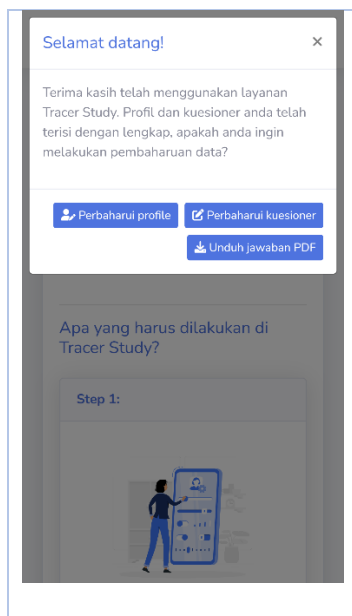 Selamat datang!
×
Terima kasih telah menggunakan layanan
Tracer Study. Profil dan kuesioner anda telah
terisi dengan lengkap, apakah anda ingin
melakukan pembaharuan data?
Perbaharui profile
Perbaharui kuesioner
Unduh jawaban PDF
Apa yang harus dilakukan di
Tracer Study?
Step 1: